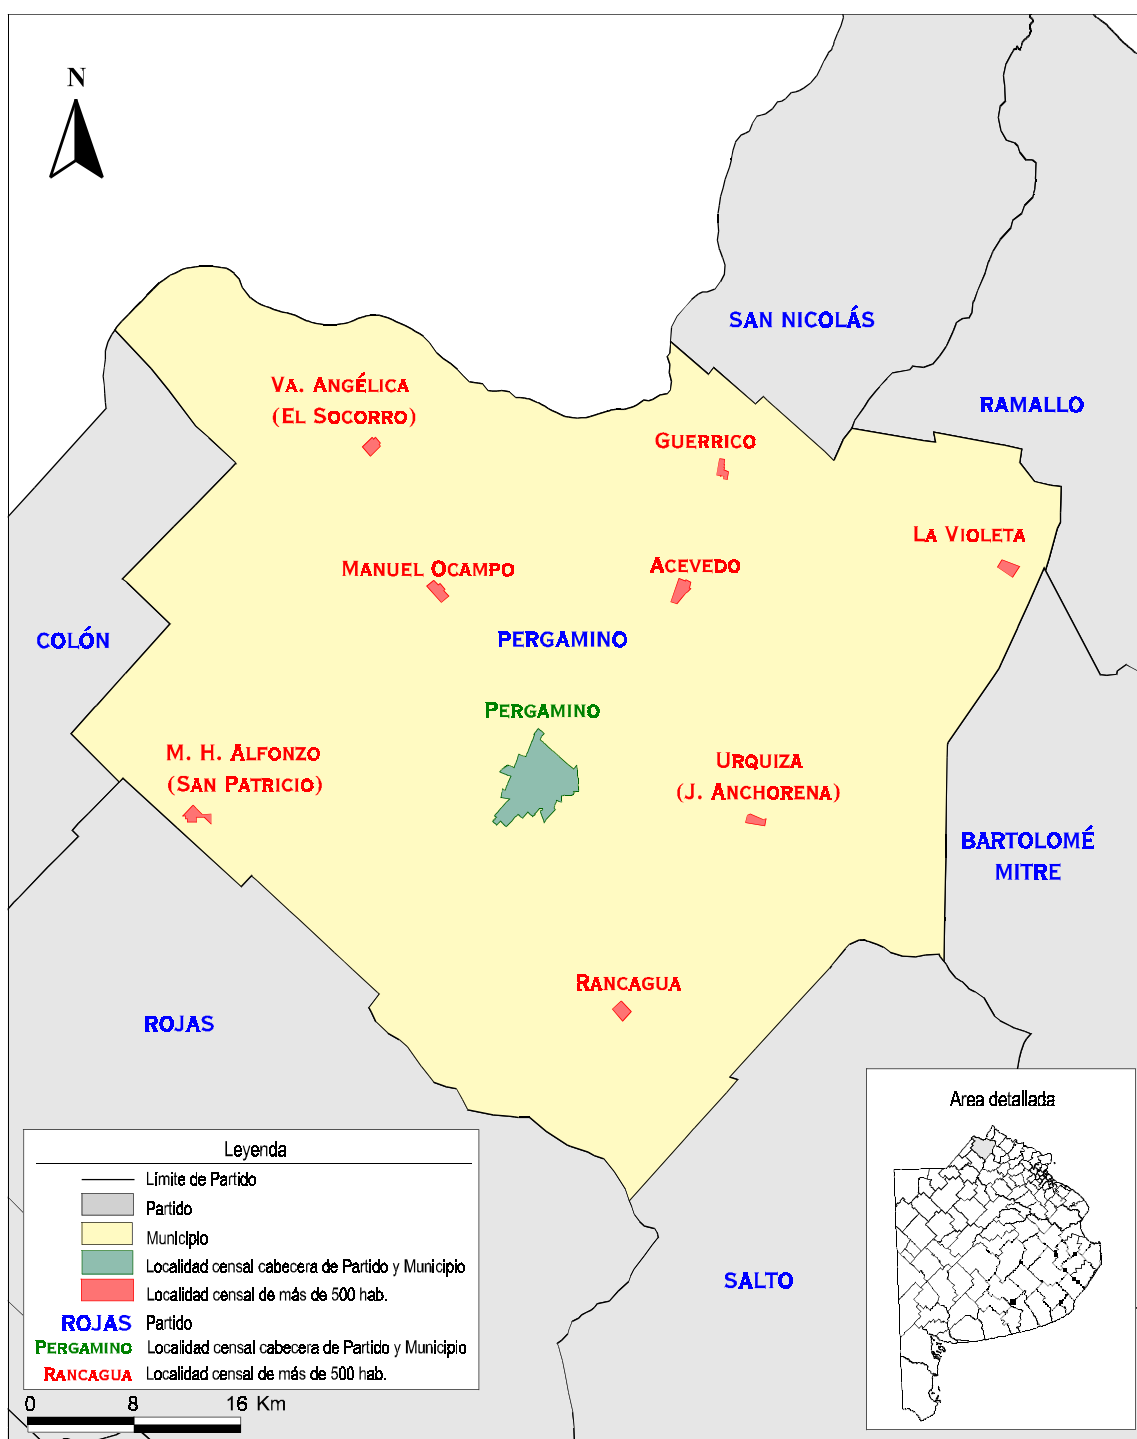 N
SAN NICOLÁS
VA. ANGÉLICA
(EL SOCORRO)
RAMALLO
GUERRICO
LA VIOLETA
MANUEL OCAMPO
ACEVEDO
COLÓN
PERGAMINO
PERGAMINO
M. H. ALFONZO
(SAN PATRICIO)
URQUIZA
(J. ANCHORENA)
BARTOLOMÉ
MITRE
RANCAGUA
ROJAS
SALTO
Area detallada
Leyenda
Límite de Partido
Partido
Municipio
Localidad censal cabecera de Partido y Municipio
Localidad censal de más de 500 hab.
ROJAS Partido
PERGAMINO Localidad censal cabecera de Partido y Municipio
RANCAGUA Localidad censal de más de 500 hab.
0 8 16 Km